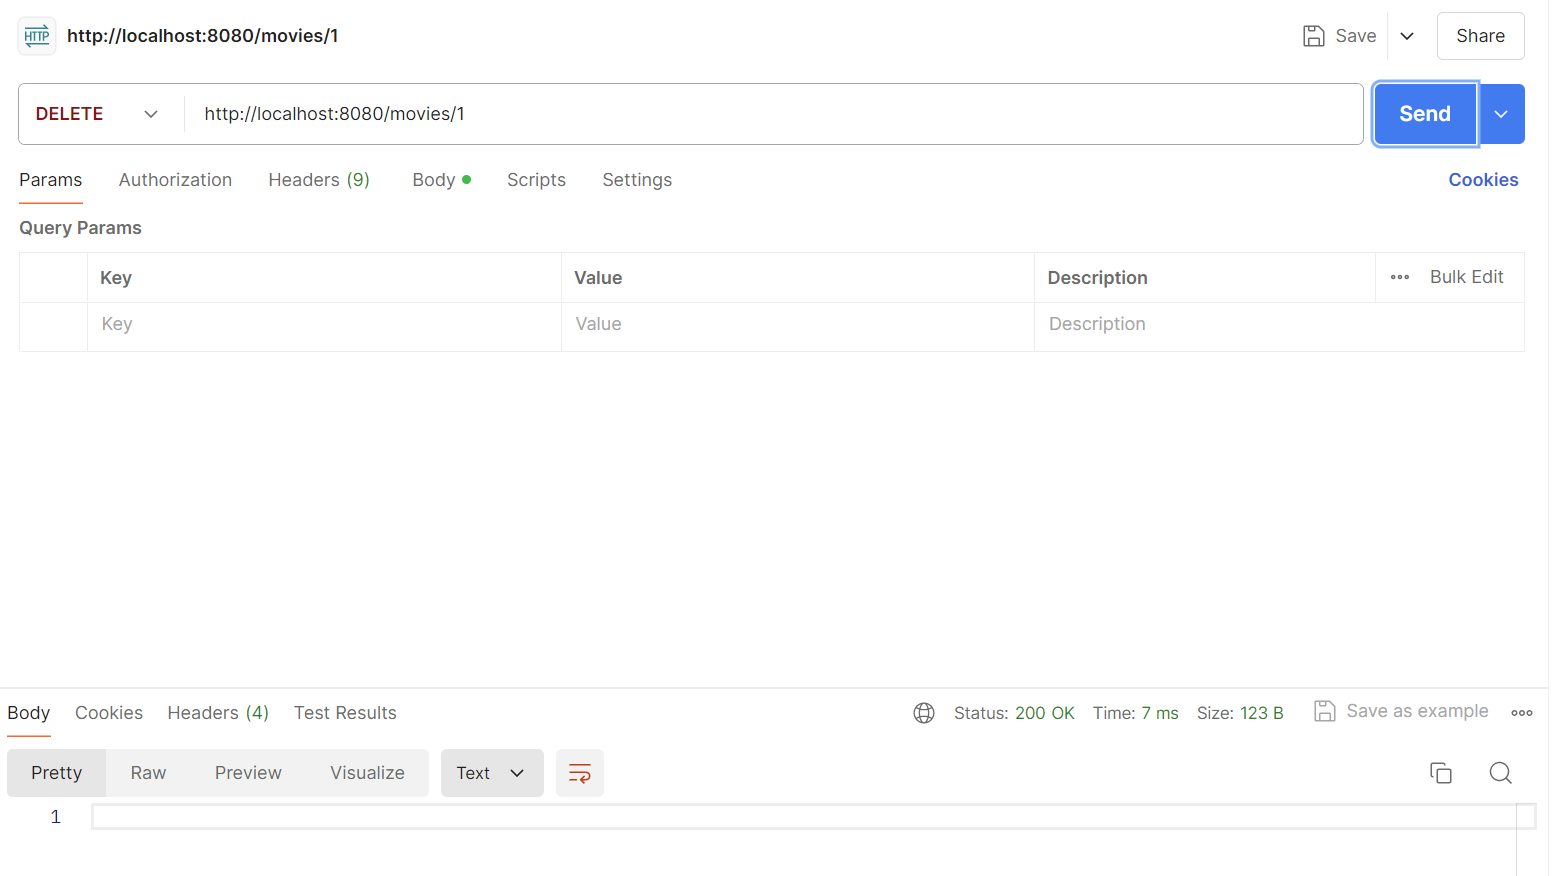 HTTP http://localhost:8080/movies/1 Save Share
DELETE http://localhost:8080/movies/1 Send
Params Authorization Headers (9) Body Scripts Settings Cookies
Query Params
Key Value Description Bulk Edit
Key Value Description
Body Cookies Headers (4) Test Results Status: 200 OK Time: 7 ms Size: 123 B Save as example
Pretty Raw Preview Visualize Text
1